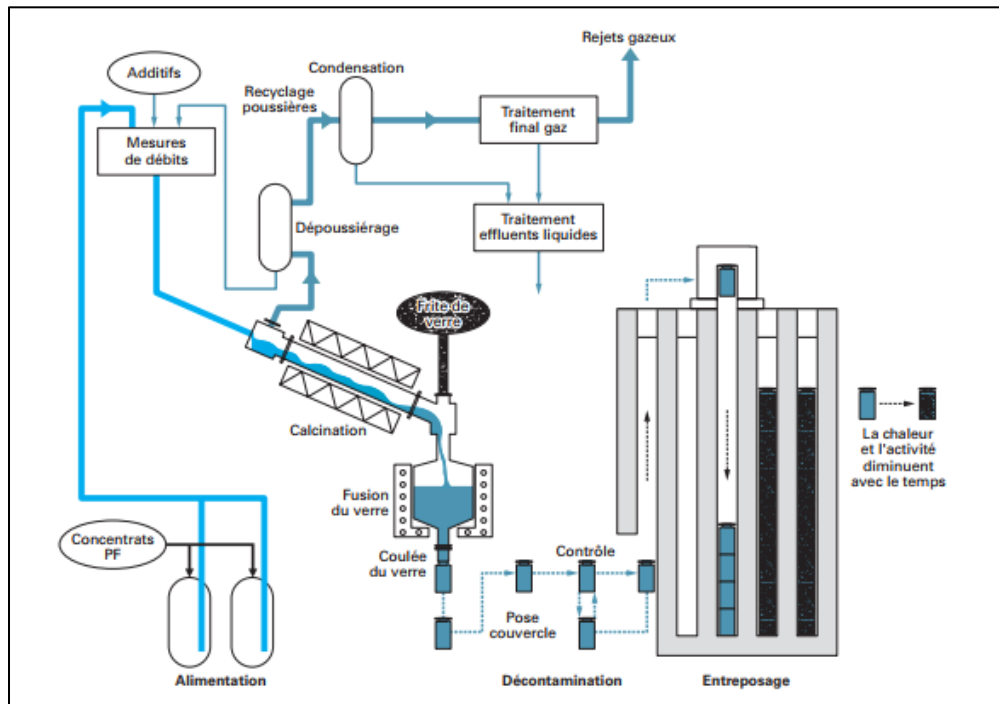 Rejets gazeux
Condensation
Additifs
Recyclage
poussières
Traitement
final gaz
Mesures
de débits
Dépoussiérage
Traitement
effluents liquides
Frite de
verre
Calcination
La chaleur
et l'activité
diminuent
avec le temps
Fusion
du verre
Concentrats
PF
Coulée
du verre
Contrôle
Pose
couvercle
Alimentation
Décontamination
Entreposage